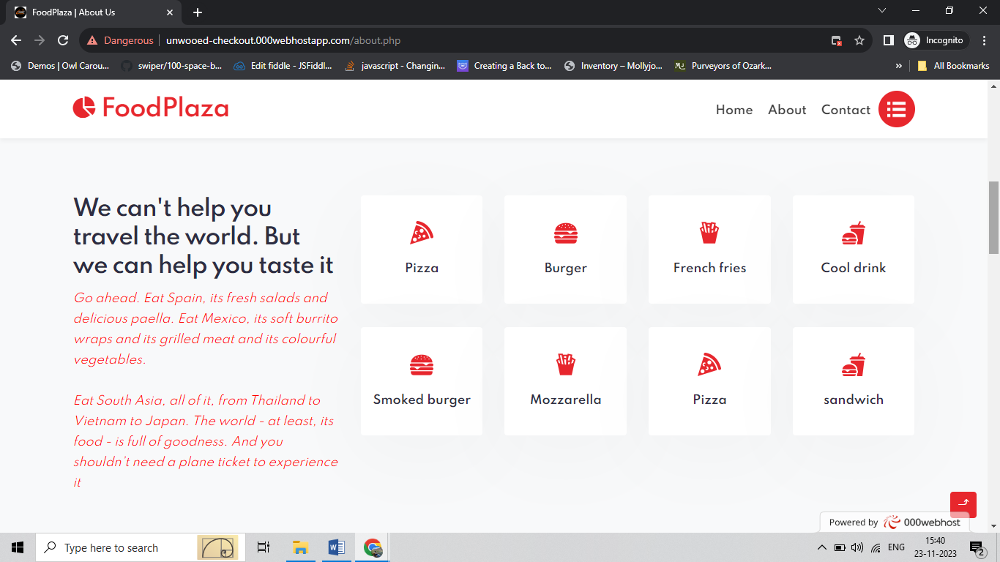 FoodPlaza | About Us
Dangerous
unwooed-checkout.000webhostapp.com/about.php
Incognito
Demos | Owl Carou...
swiper/100-space-b...
Edit fiddle - JSFiddl...
javascript - Changin...
Creating a Back to...
Inventory – Mollyjo...
MJ
Purveyors of Ozark...
»
All Bookmarks
FoodPlaza
Home
About
Contact
We can't help you
travel the world. But
we can help you taste it
Go ahead. Eat Spain, its fresh salads and
delicious paella. Eat Mexico, its soft burrito
wraps and its grilled meat and its colourful
vegetables.
Eat South Asia, all of it, from Thailand to
Vietnam to Japan. The world - at least, its
food - is full of goodness. And you
shouldn’t need a plane ticket to experience
it
Pizza
Burger
French fries
Cool drink
Smoked burger
Mozzarella
Pizza
sandwich
Powered by 000webhost
Type here to search
W
ENG
15:40
23-11-2023
2